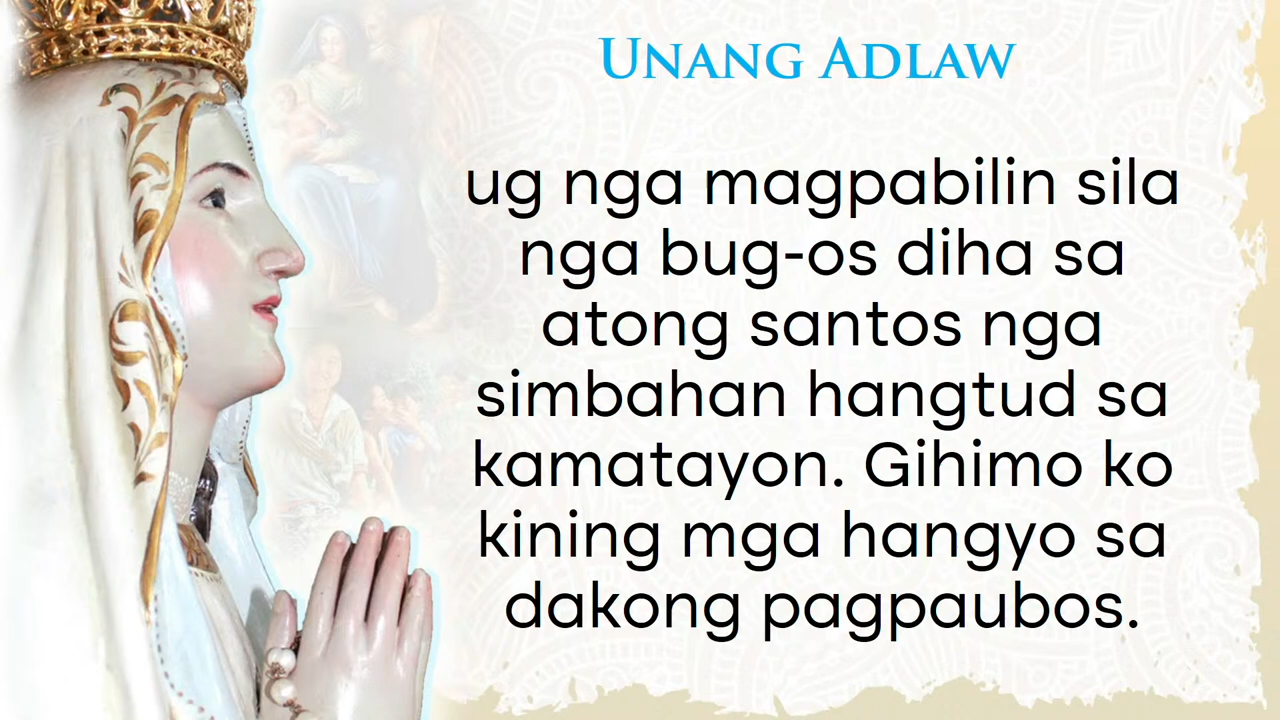 Unang Adlaw
ug nga magpabilin sila
nga bug-os diha sa
atong santos nga
simbahan hangtud sa
kamatayon. Gihimo ko
kining mga hangyo sa
dakong pagpaubos.